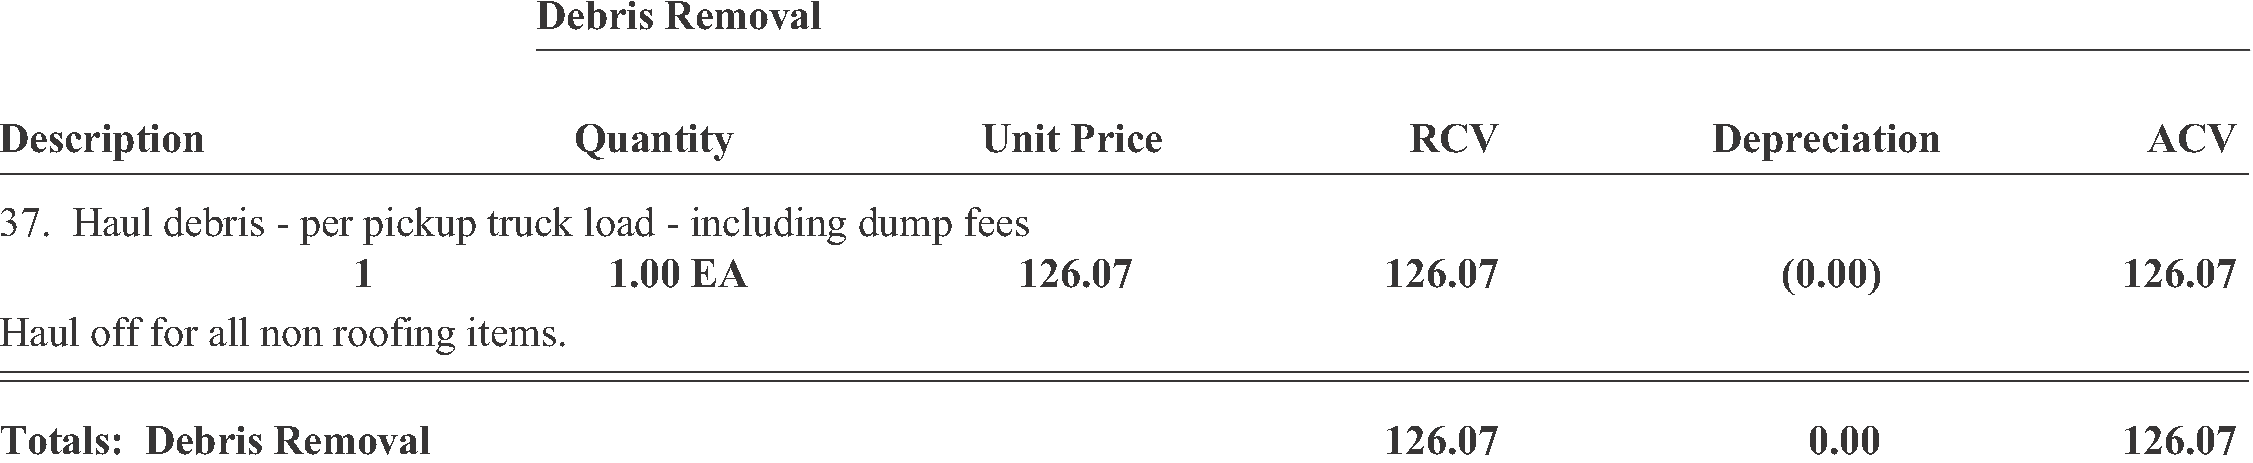 Debris Removal
Description Quantity Unit Price RCV Depreciation ACV
37. Haul debris - per pickup truck load - including dump fees
1 1.00 EA 126.07 126.07 (0.00) 126.07
Haul off for all non roofing items.
Totals: Debris Removal 126.07 0.00 126.07